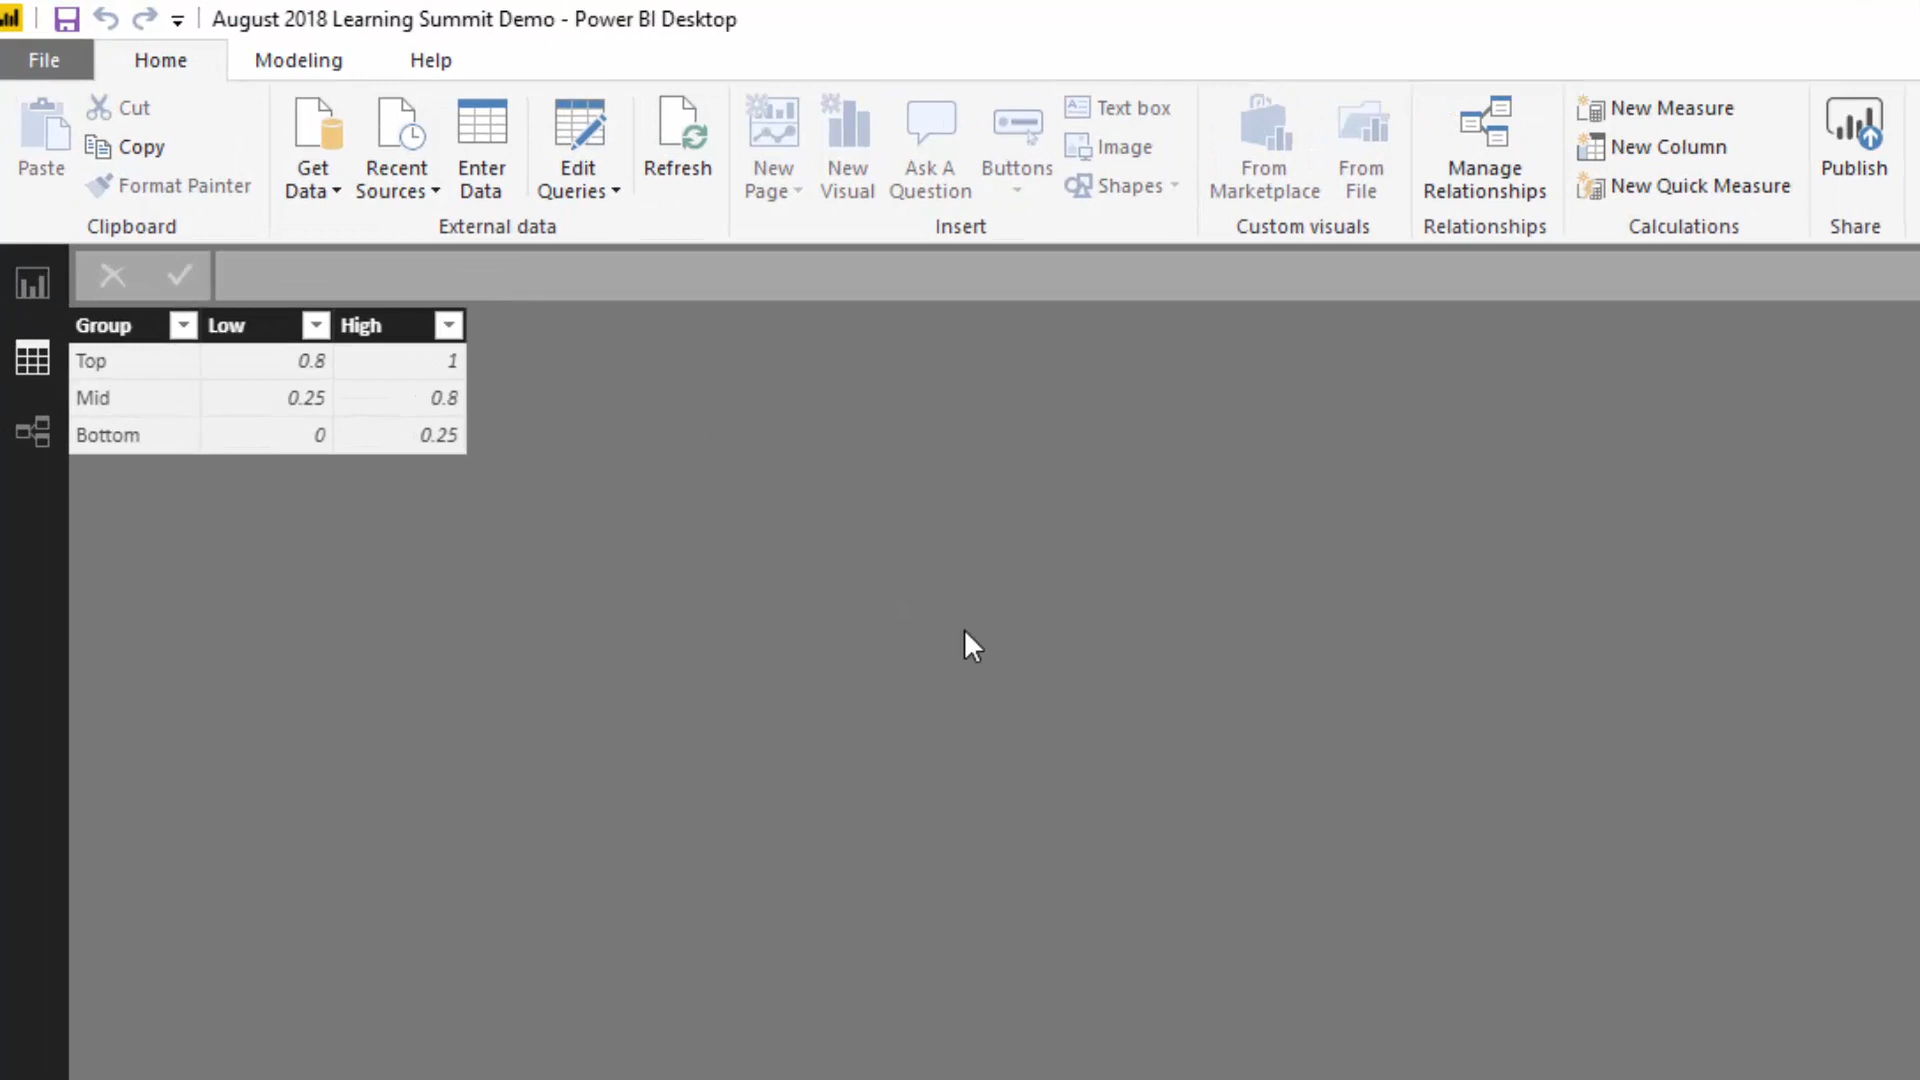 August 2018 Learning Summit Demo - Power BI Desktop
File
Home
Modeling
Help
Paste
Cut
Copy
Format Painter
Clipboard
Get
Data
Recent
Sources
Enter
Data
Edit
Queries
Refresh
External data
New
Page
New
Visual
Ask A
Question
Buttons
Text box
Image
Shapes
Insert
From
Marketplace
From
File
Custom visuals
Manage
Relationships
Relationships
New Measure
New Column
New Quick Measure
Calculations
Publish
Share
Group Low High
Top 0.8 1
Mid 0.25 0.8
Bottom 0 0.25